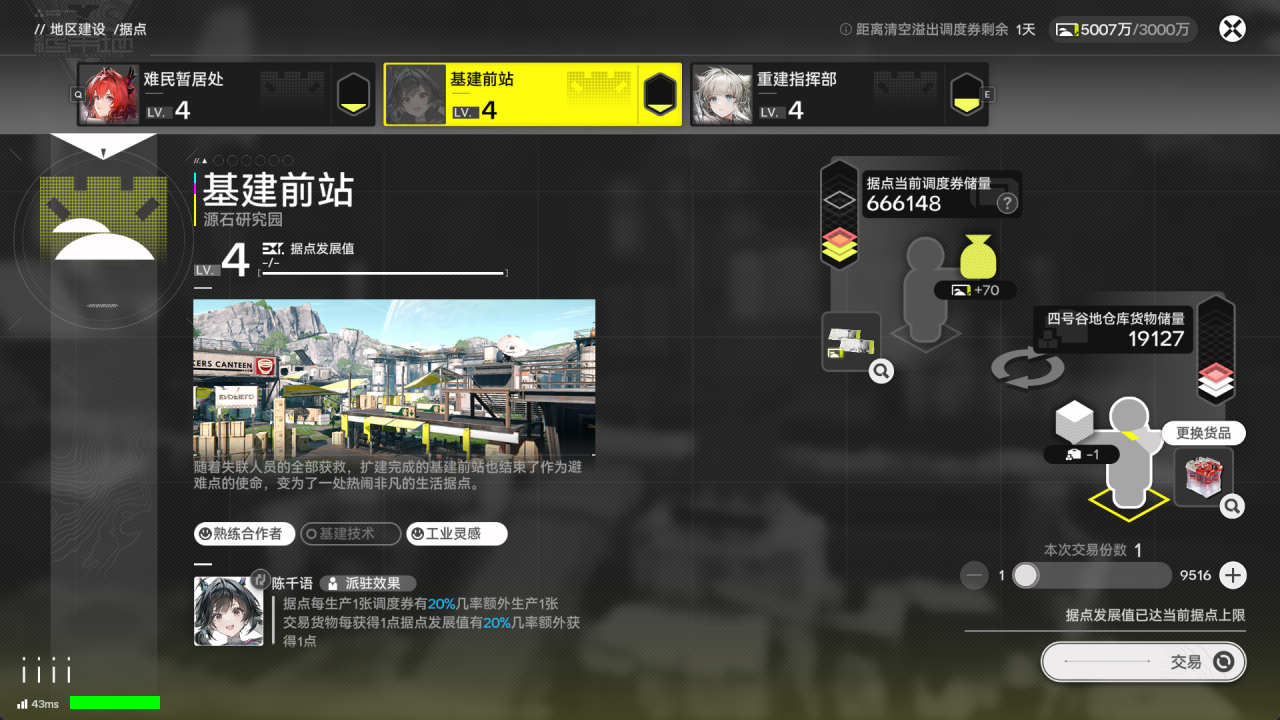 // 地区建设 /据点
距离清空溢出调度券剩余 1天
5007万/3000万
Q
难民暂居处
LV. 4
基建前站
LV. 4
重建指挥部
LV. 4
E
基建前站
源石研究园
LV. 4
据点发展值
-/-
KERS CANTEEN
随着失联人员的全部获救，扩建完成的基建前站也结束了作为避
难点的使命，变为了一处热闹非凡的生活据点。
熟练合作者
基建技术
工业灵感
陈千语
派驻效果
据点每生产1张调度券有20%几率额外生产1张
交易货物每获得1点据点发展值有20%几率额外获
得1点
据点当前调度券储量
666148
?
+70
四号谷地仓库货物储量
19127
更换货品
-1
本次交易份数 1
1
9516
据点发展值已达当前据点上限
交易
43ms